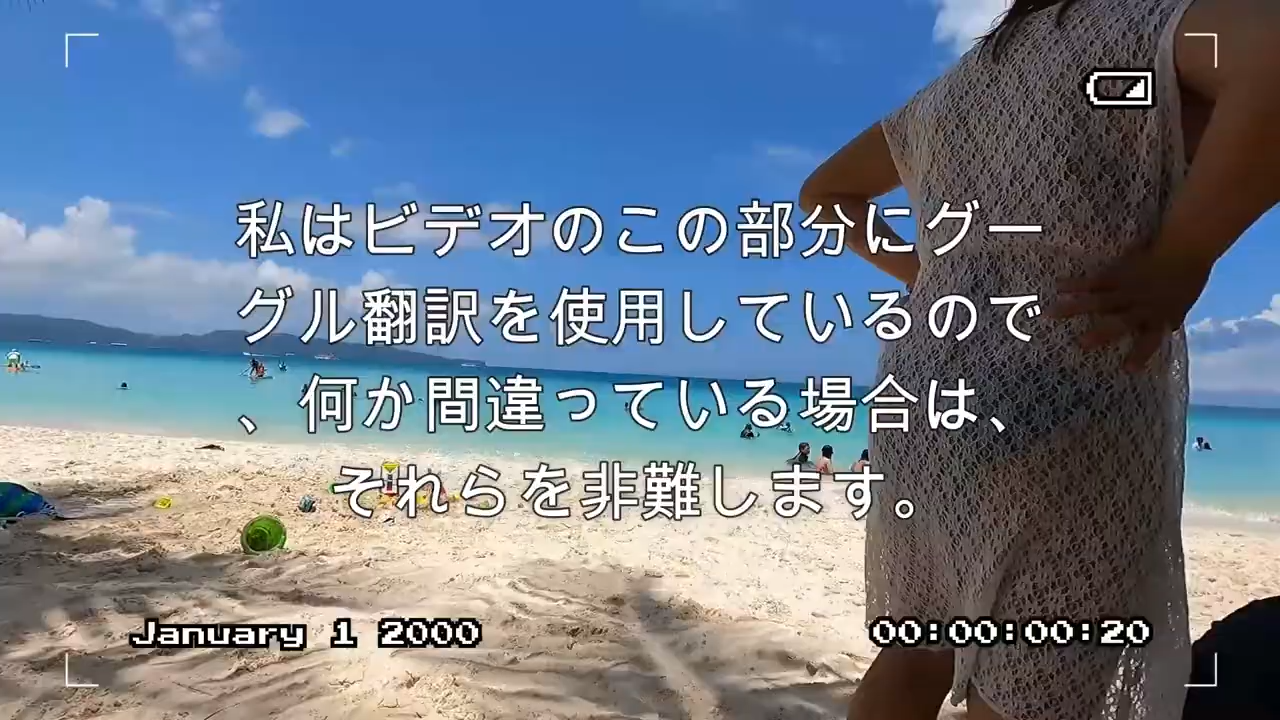 私はビデオのこの部分にグー
グル翻訳を使用しているので
、何か間違っている場合は、
それらを非難します。
January 1 2000
00:00:00:20